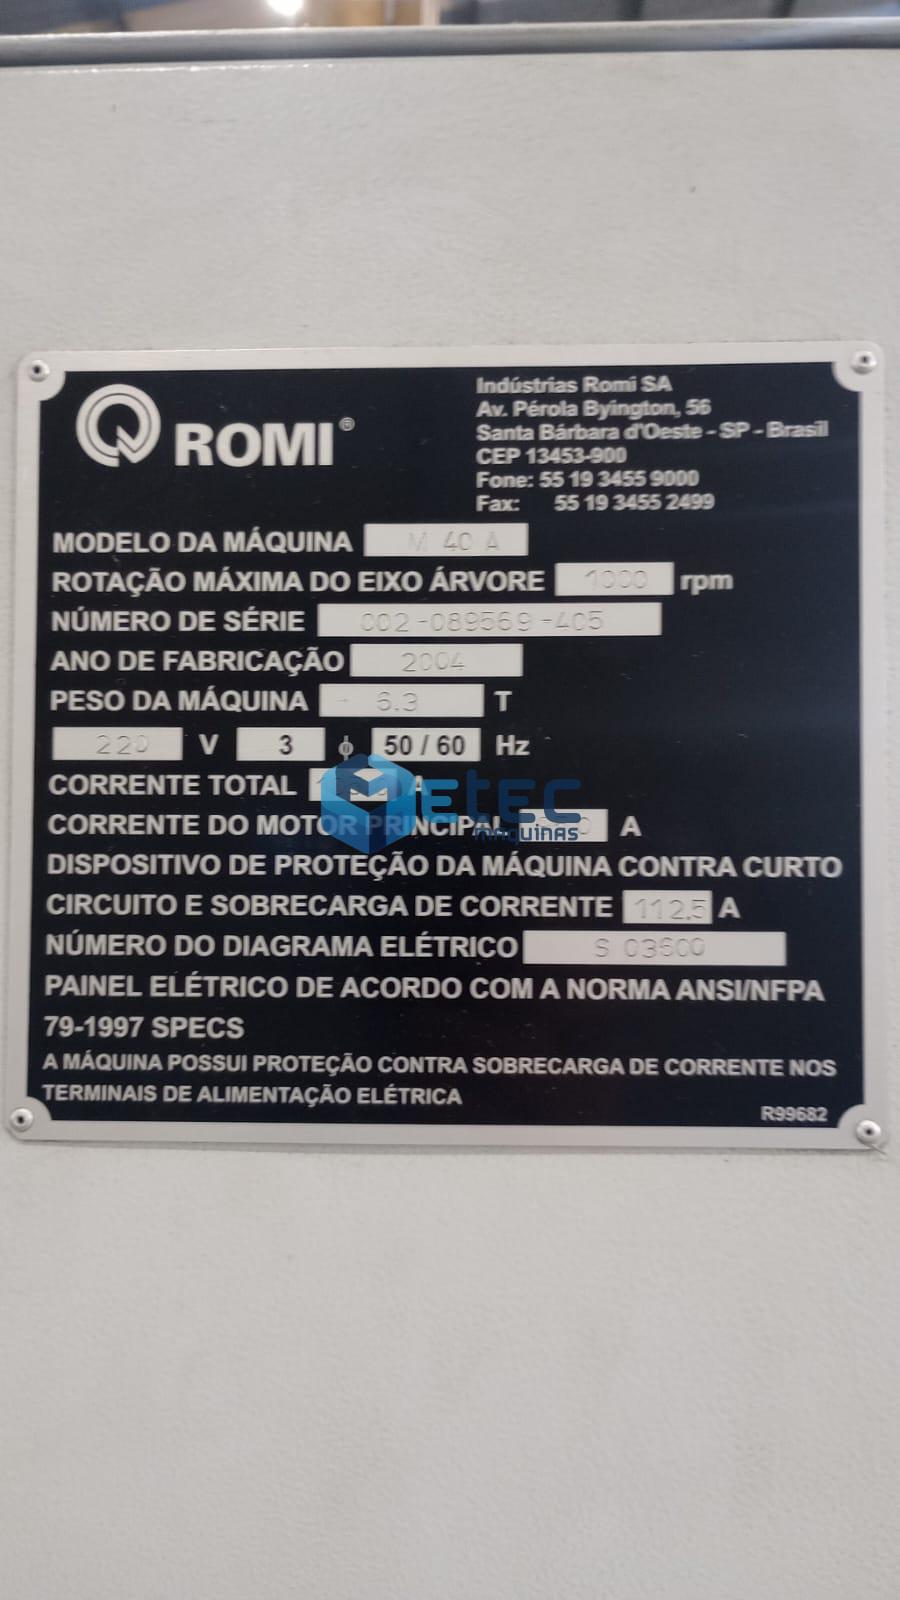 ROMI®
Indústrias Romi SA
Av. Pérola Byington, 56
Santa Bárbara d'Oeste - SP - Brasil
CEP 13453-900
Fone: 55 19 3455 9000
Fax: 55 19 3455 2499
MODELO DA MÁQUINA M 40 A
ROTAÇÃO MÁXIMA DO EIXO ÁRVORE 1000 rpm
NÚMERO DE SÉRIE 002-089569-405
ANO DE FABRICAÇÃO 2004
PESO DA MÁQUINA 6.3 T
220 V 3 ϕ 50 / 60 Hz
CORRENTE TOTAL A
CORRENTE DO MOTOR PRINCIPAL A
Metec
máquinas
DISPOSITIVO DE PROTEÇÃO DA MÁQUINA CONTRA CURTO
CIRCUITO E SOBRECARGA DE CORRENTE 112.5 A
NÚMERO DO DIAGRAMA ELÉTRICO S
PAINEL ELÉTRICO DE ACORDO COM A NORMA ANSI/NFPA
79-1997 SPECS
A MÁQUINA POSSUI PROTEÇÃO CONTRA SOBRECARGA DE CORRENTE NOS
TERMINAIS DE ALIMENTAÇÃO ELÉTRICA
R99682